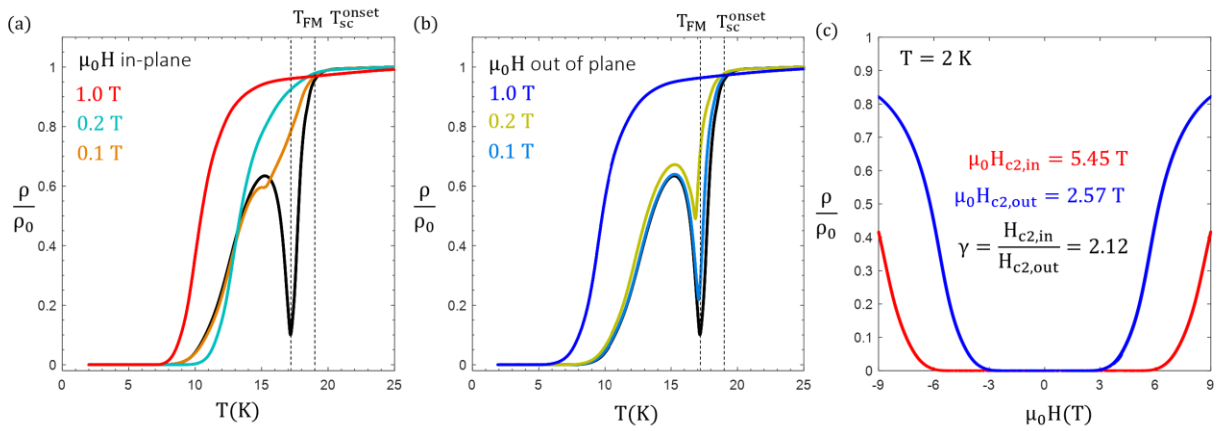 (a)
T_FM T_sc^onset
μ₀H in-plane
1.0 T
0.2 T
0.1 T
ρ/ρ₀
1
0.8
0.6
0.4
0.2
0
0 5 10 15 20 25
T(K)
(b)
T_FM T_sc^onset
μ₀H out of plane
1.0 T
0.2 T
0.1 T
ρ/ρ₀
1
0.8
0.6
0.4
0.2
0
0 5 10 15 20 25
T(K)
(c)
T = 2 K
μ₀H_c2,in = 5.45 T
μ₀H_c2,out = 2.57 T
γ = H_c2,in/H_c2,out = 2.12
ρ/ρ₀
1
0.9
0.8
0.7
0.6
0.5
0.4
0.3
0.2
0.1
0
-9 -6 -3 0 3 6 9
μ₀H(T)